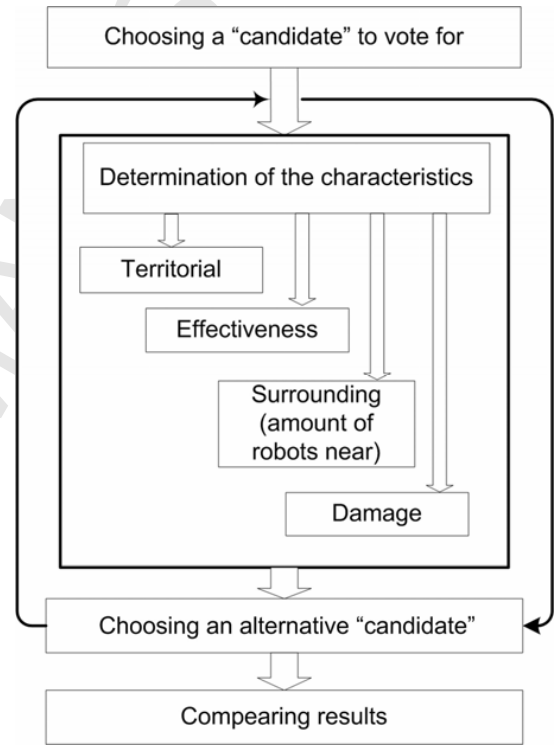 Choosing a “candidate” to vote for
Determination of the characteristics
Territorial
Effectiveness
Surrounding
(amount of
robots near)
Damage
Choosing an alternative “candidate”
Compearing results